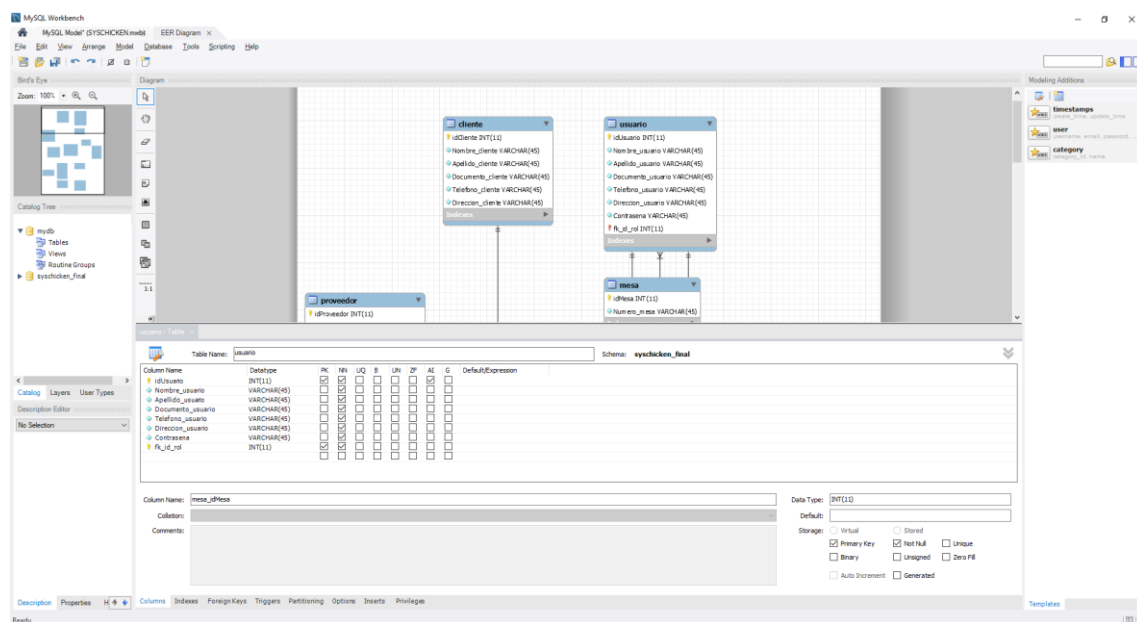 MySQL Workbench
MySQL Model* (SYSCHICKEN.mwb) EER Diagram ×
File Edit View Arrange Model Database Tools Scripting Help
Bird's Eye
Zoom: 100%
Diagram
Modeling Additions
timestamps
create_time, update_time
user
username, email, password,
category
category_id, name
cliente
idCliente INT(11)
Nombre_cliente VARCHAR(45)
Apellido_cliente VARCHAR(45)
Documento_cliente VARCHAR(45)
Telefono_cliente VARCHAR(45)
Direccion_cliente VARCHAR(45)
Indexes
usuario
idUsuario INT(11)
Nombre_usuario VARCHAR(45)
Apellido_usuario VARCHAR(45)
Documento_usuario VARCHAR(45)
Telefono_usuario VARCHAR(45)
Direccion_usuario VARCHAR(45)
Contrasena VARCHAR(45)
fk_id_rol INT(11)
Indexes
mesa
idMesa INT(11)
Numero_mesa VARCHAR(45)
proveedor
idProveedor INT(11)
1:1
Catalog Tree
mydb
Tables
Views
Routine Groups
syschicken_final
Catalog Layers User Types
Description Editor
No Selection
usuario - Table ×
Table Name: usuario Schema: syschicken_final
Column Name Datatype PK NN UQ B UN ZF AI G Default/Expression
idUsuario INT(11)
Nombre_usuario VARCHAR(45)
Apellido_usuario VARCHAR(45)
Documento_usuario VARCHAR(45)
Telefono_usuario VARCHAR(45)
Direccion_usuario VARCHAR(45)
Contrasena VARCHAR(45)
fk_id_rol INT(11)
Column Name: mesa_idMesa Data Type: INT(11)
Collation: Default:
Comments: Storage: Virtual Stored
Primary Key Not Null Unique
Binary Unsigned Zero Fill
Auto Increment Generated
Description Properties H
Columns Indexes Foreign Keys Triggers Partitioning Options Inserts Privileges
Templates
Ready